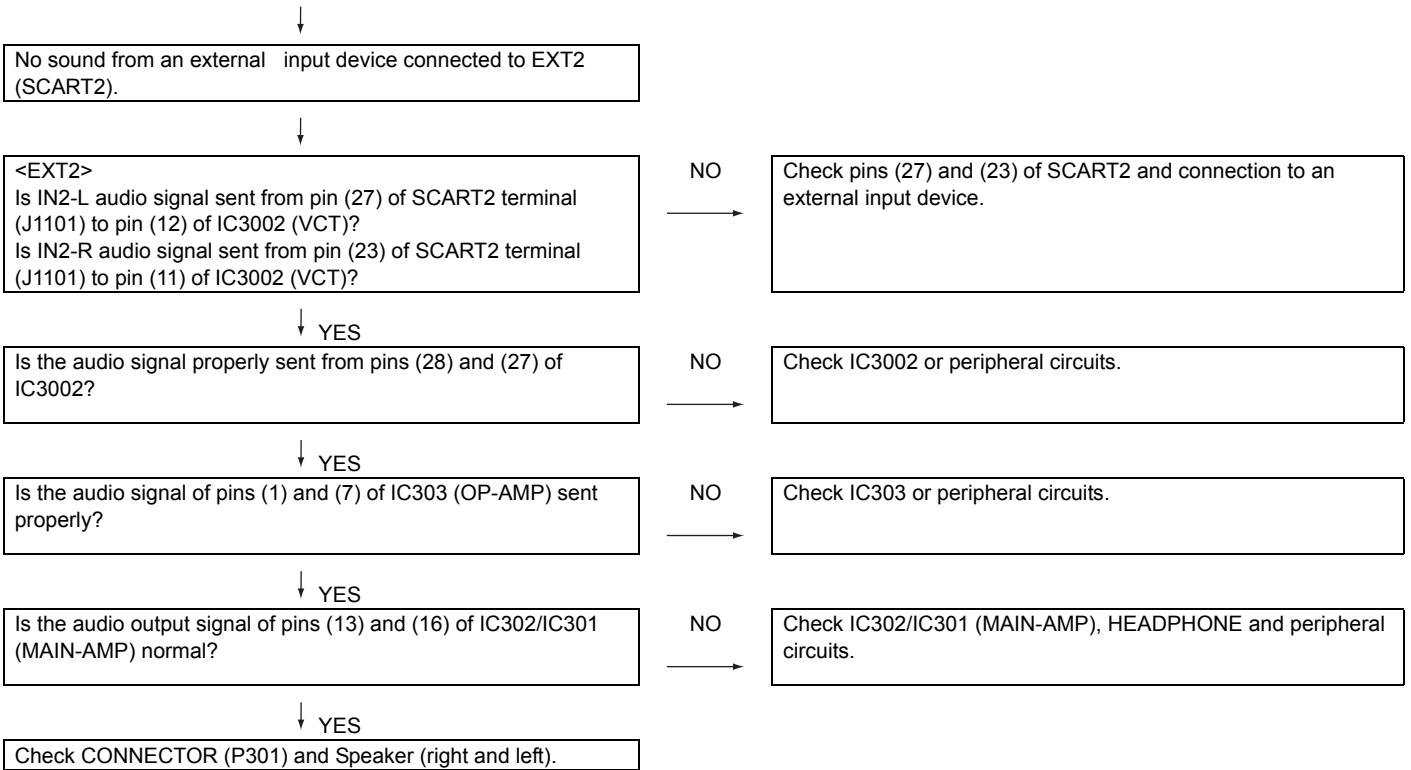 No sound from an external input device connected to EXT2
(SCART2).
<EXT2>
Is IN2-L audio signal sent from pin (27) of SCART2 terminal
(J1101) to pin (12) of IC3002 (VCT)?
Is IN2-R audio signal sent from pin (23) of SCART2 terminal
(J1101) to pin (11) of IC3002 (VCT)?
NO
Check pins (27) and (23) of SCART2 and connection to an
external input device.
YES
Is the audio signal properly sent from pins (28) and (27) of
IC3002?
NO
Check IC3002 or peripheral circuits.
YES
Is the audio signal of pins (1) and (7) of IC303 (OP-AMP) sent
properly?
NO
Check IC303 or peripheral circuits.
YES
Is the audio output signal of pins (13) and (16) of IC302/IC301
(MAIN-AMP) normal?
NO
Check IC302/IC301 (MAIN-AMP), HEADPHONE and peripheral
circuits.
YES
Check CONNECTOR (P301) and Speaker (right and left).